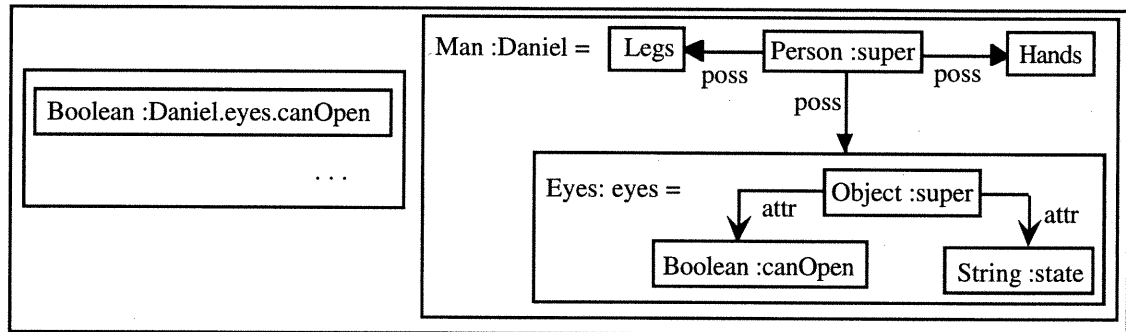 Man :Daniel =
Legs
Person :super
Hands
poss
poss
poss
Boolean :Daniel.eyes.canOpen
. . .
Eyes: eyes =
Object :super
attr
attr
Boolean :canOpen
String :state